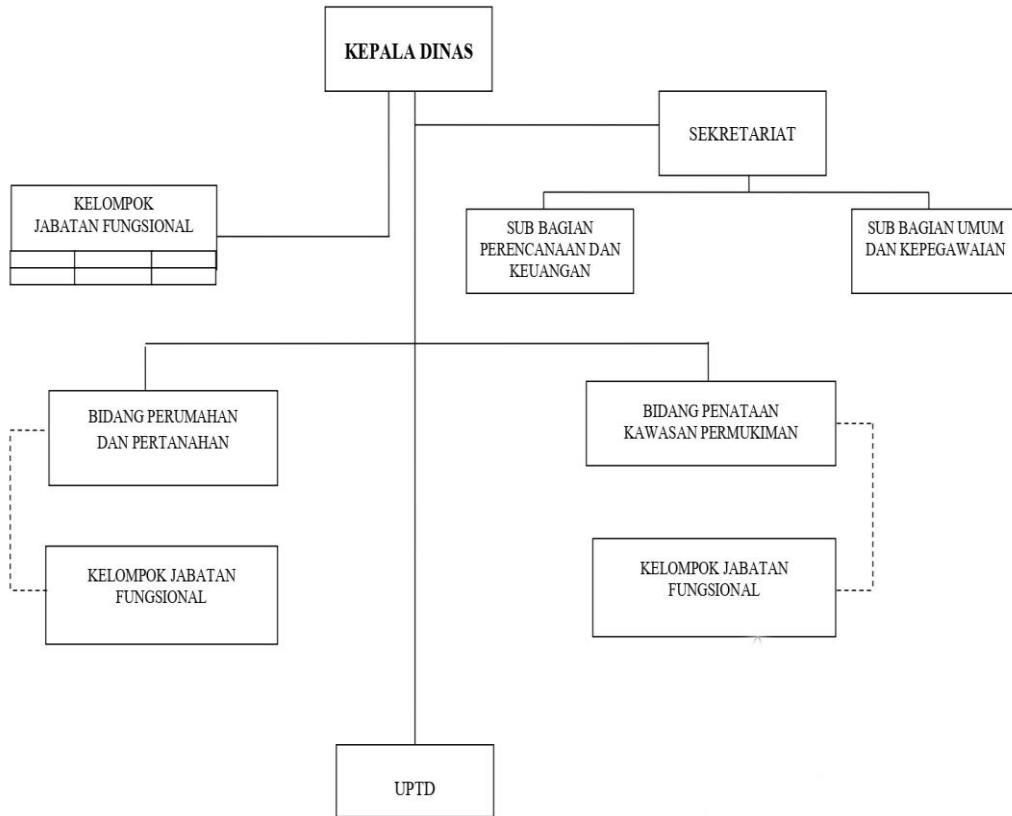 KEPALA DINAS
SEKRETARIAT
KELOMPOK
JABATAN FUNGSIONAL
SUB BAGIAN
PERENCANAAN DAN
KEUANGAN
SUB BAGIAN UMUM
DAN KEPEGAWAIAN
BIDANG PERUMAHAN
DAN PERTANAHAN
BIDANG PENATAAN
KAWASAN PERMUKIMAN
KELOMPOK JABATAN
FUNGSIONAL
KELOMPOK JABATAN
FUNGSIONAL
UPTD